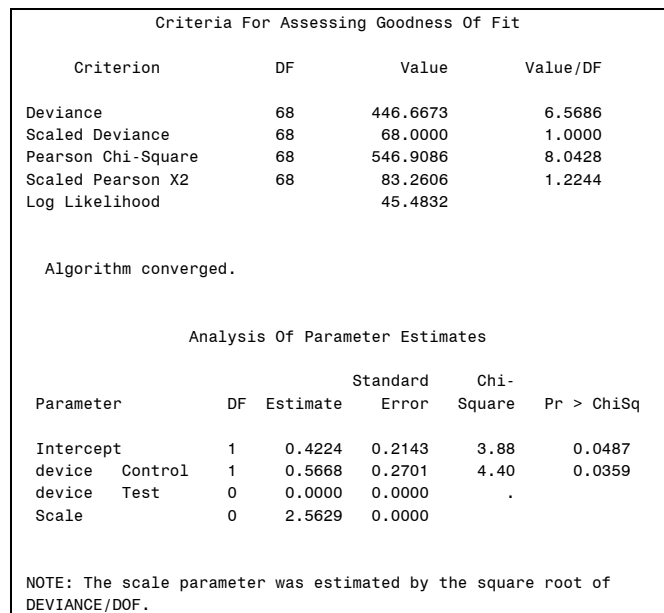 Criteria For Assessing Goodness Of Fit
Criterion DF Value Value/DF
Deviance 68 446.6673 6.5686
Scaled Deviance 68 68.0000 1.0000
Pearson Chi-Square 68 546.9086 8.0428
Scaled Pearson X2 68 83.2606 1.2244
Log Likelihood 45.4832
Algorithm converged.
Analysis Of Parameter Estimates
Standard Chi-
Parameter DF Estimate Error Square Pr > ChiSq
Intercept 1 0.4224 0.2143 3.88 0.0487
device Control 1 0.5668 0.2701 4.40 0.0359
device Test 0 0.0000 0.0000 .
Scale 0 2.5629 0.0000
NOTE: The scale parameter was estimated by the square root of
DEVIANCE/DOF.